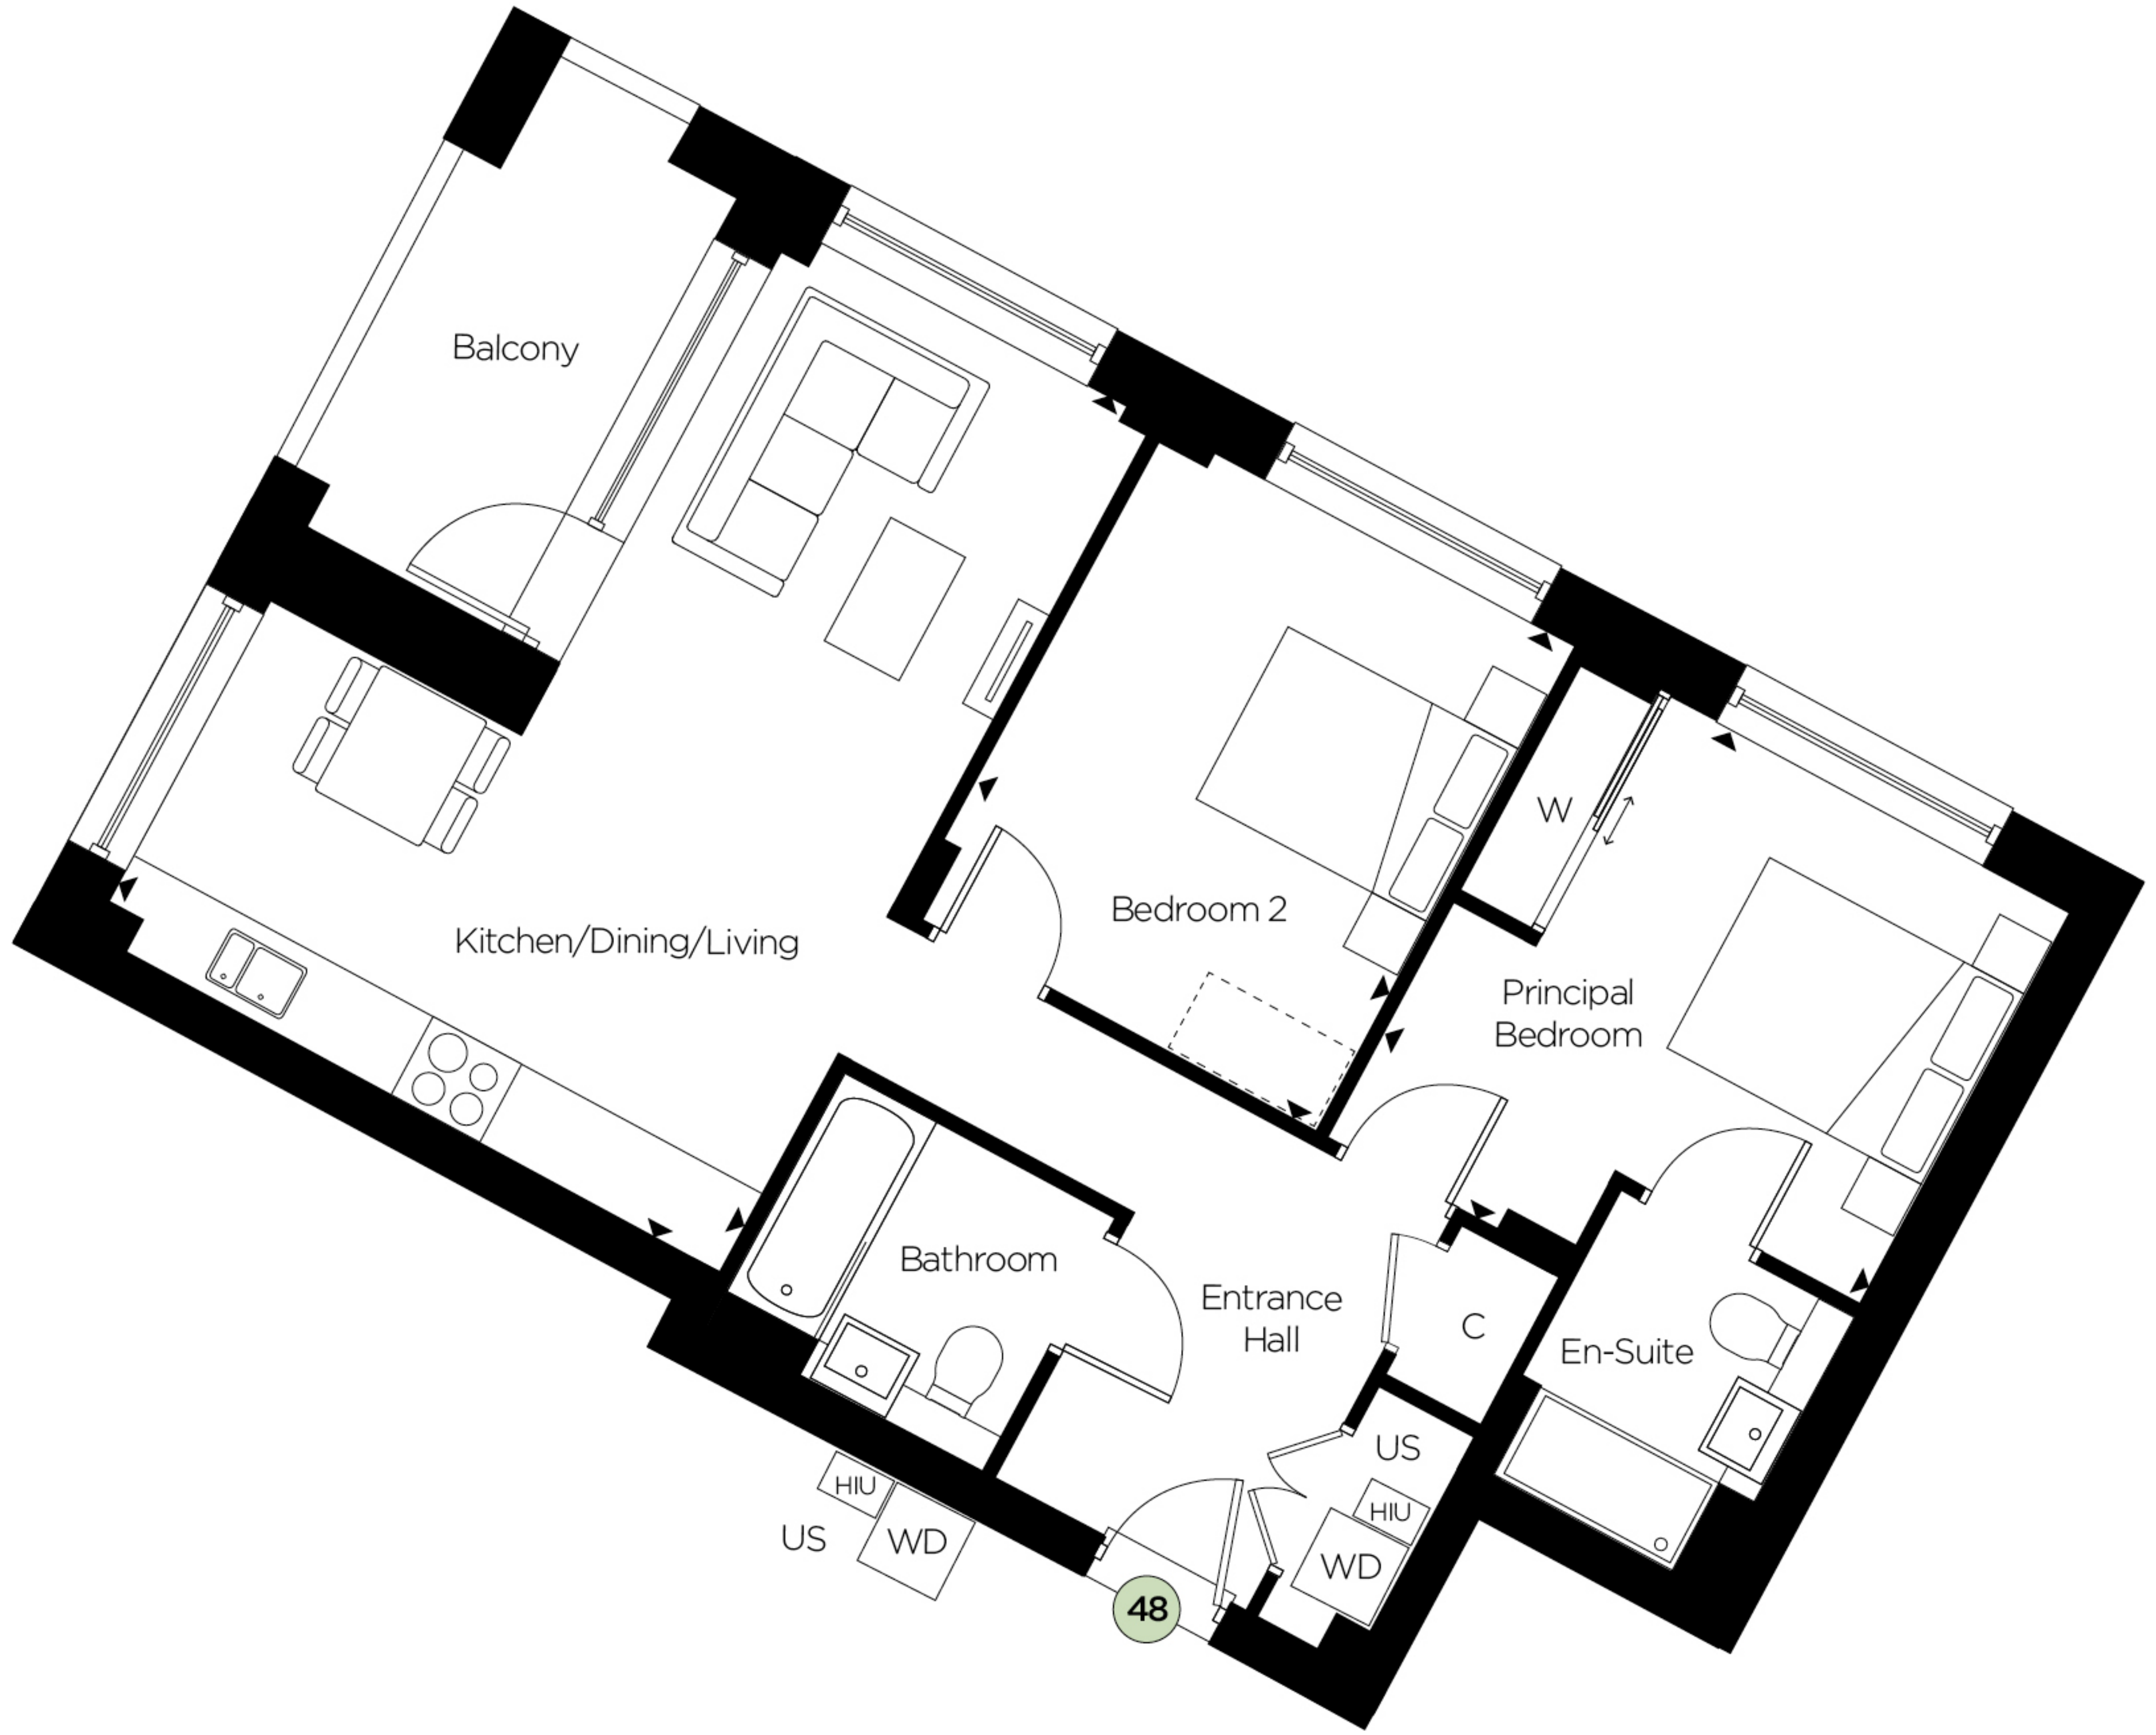 Balcony
W
Bedroom 2
Kitchen/Dining/Living
Principal
Bedroom
Bathroom
Entrance
Hall
C
En-Suite
US
HIU
WD
US
HIU
WD
48